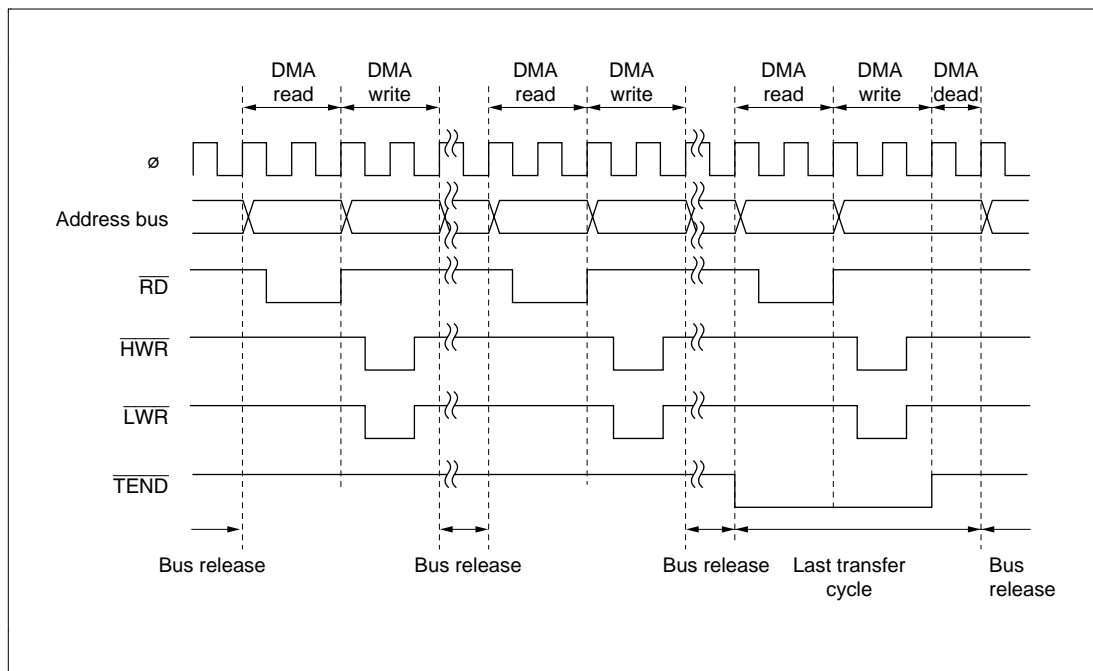 DMA read
DMA write
DMA read
DMA write
DMA read
DMA write
DMA dead
ø
Address bus
RD
HWR
LWR
TEND
Bus release
Bus release
Bus release
Last transfer cycle
Bus release